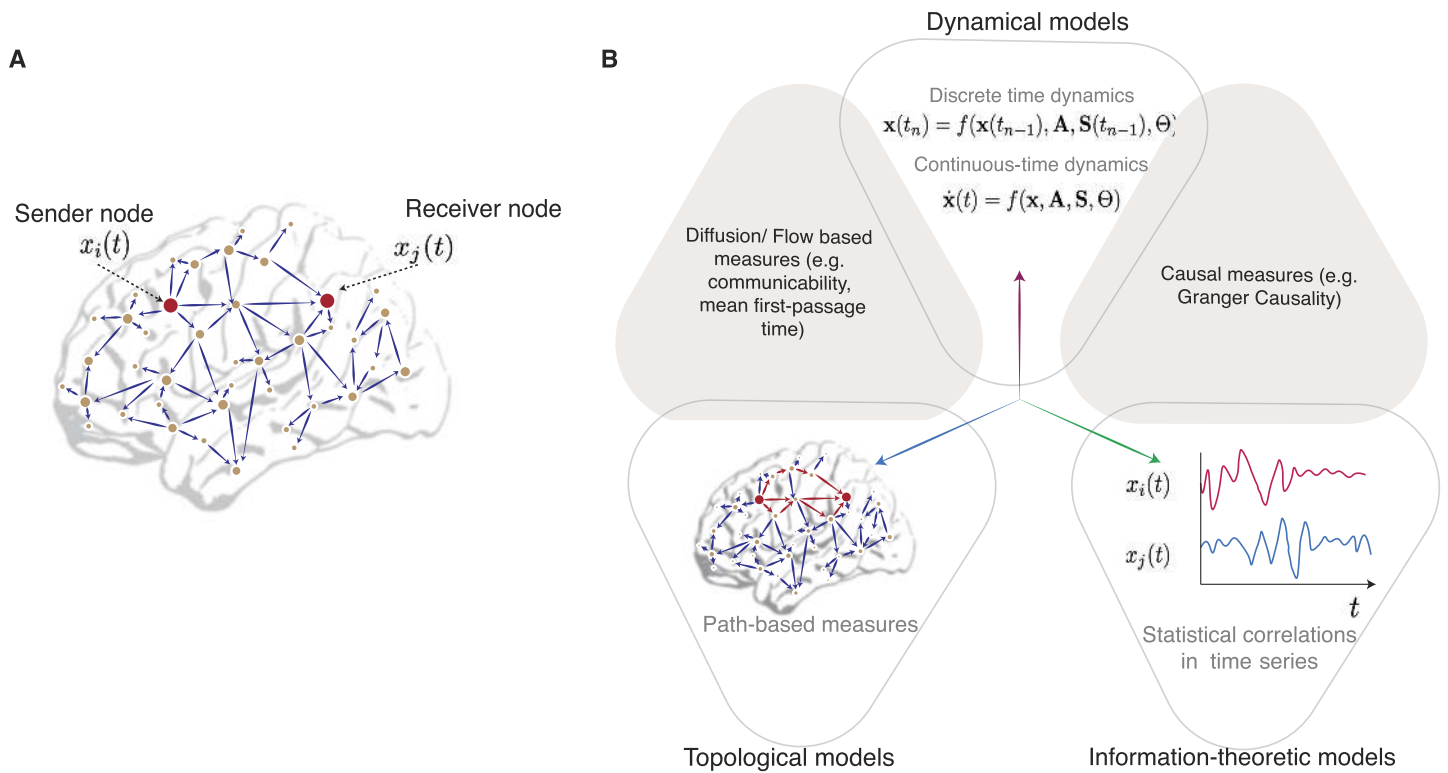 A
Sender node
x_i(t)
Receiver node
x_j(t)
B
Dynamical models
Discrete time dynamics
x(t_n) = f(x(t_{n−1}), A, S(t_{n−1}), Θ)
Continuous-time dynamics
ẋ(t) = f(x, A, S, Θ)
Diffusion/ Flow based
measures (e.g.
communicability,
mean first-passage
time)
Causal measures (e.g.
Granger Causality)
Path-based measures
Topological models
x_i(t)
x_j(t)
t
Statistical correlations
in time series
Information-theoretic models